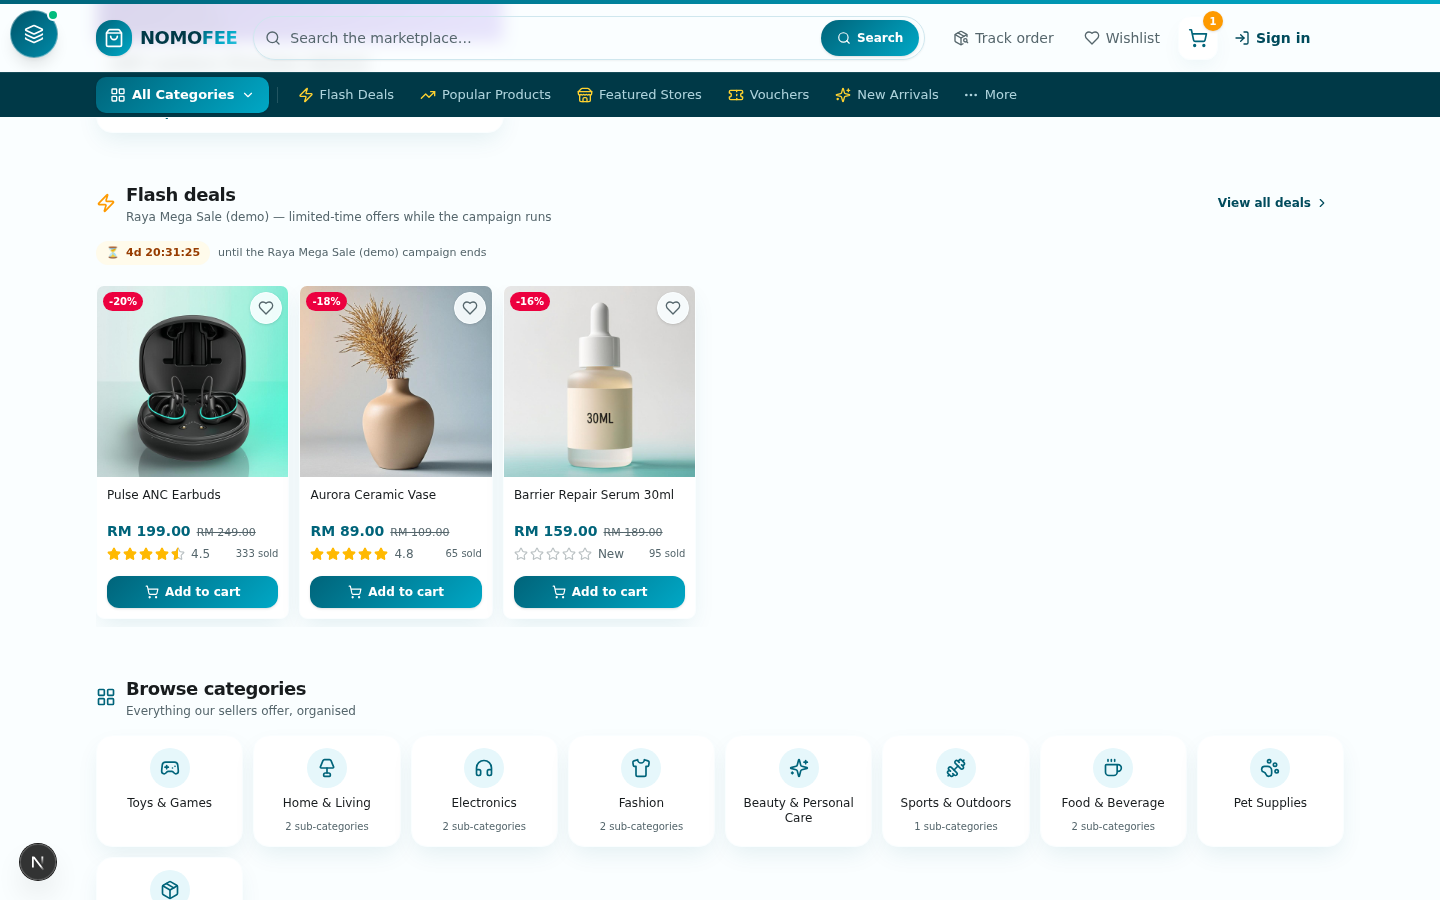 NOMOFEE
Search the marketplace...
Search
Track order
Wishlist
1
Sign in
All Categories
Flash Deals
Popular Products
Featured Stores
Vouchers
New Arrivals
More
Flash deals
Raya Mega Sale (demo) — limited-time offers while the campaign runs
View all deals
4d 20:31:25
until the Raya Mega Sale (demo) campaign ends
-20%
-18%
-16%
30ML
Pulse ANC Earbuds
RM 199.00 RM 249.00
4.5 333 sold
Add to cart
Aurora Ceramic Vase
RM 89.00 RM 109.00
4.8 65 sold
Add to cart
Barrier Repair Serum 30ml
RM 159.00 RM 189.00
New 95 sold
Add to cart
Browse categories
Everything our sellers offer, organised
Toys & Games
Home & Living
2 sub-categories
Electronics
2 sub-categories
Fashion
2 sub-categories
Beauty & Personal
Care
Sports & Outdoors
1 sub-categories
Food & Beverage
2 sub-categories
Pet Supplies
N